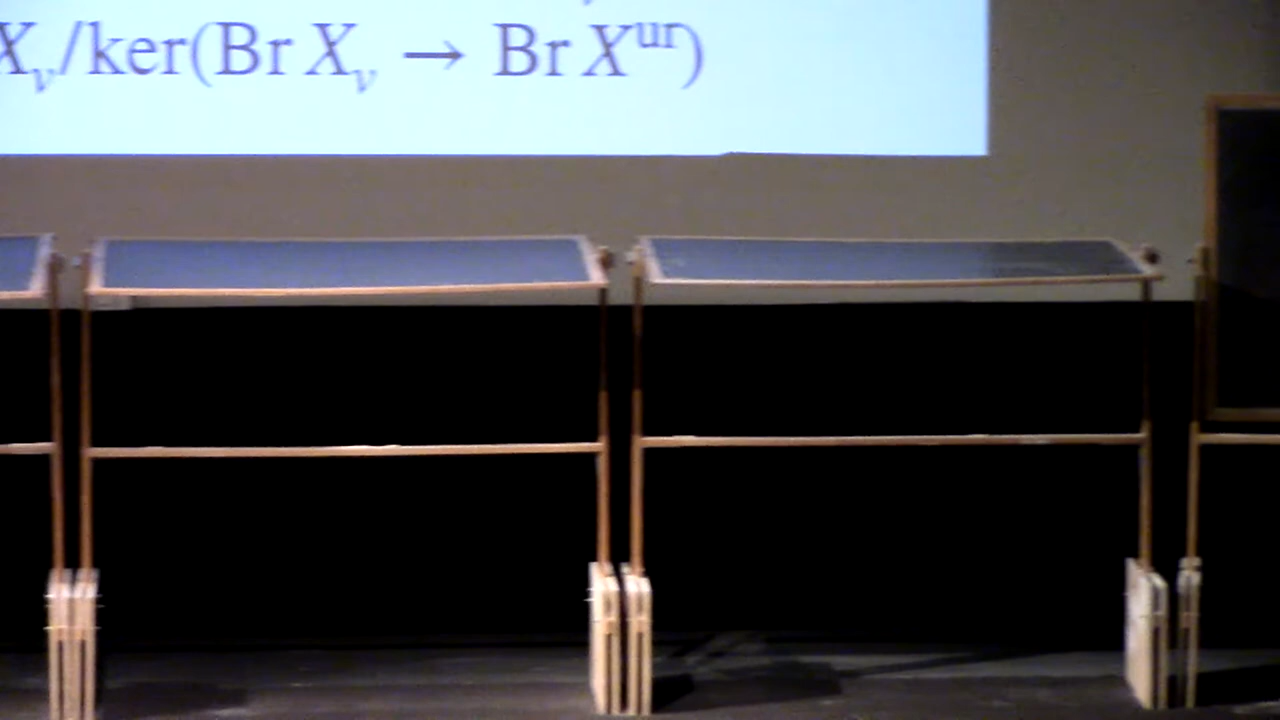 X_v/ker(Br X_v → Br X^ur)